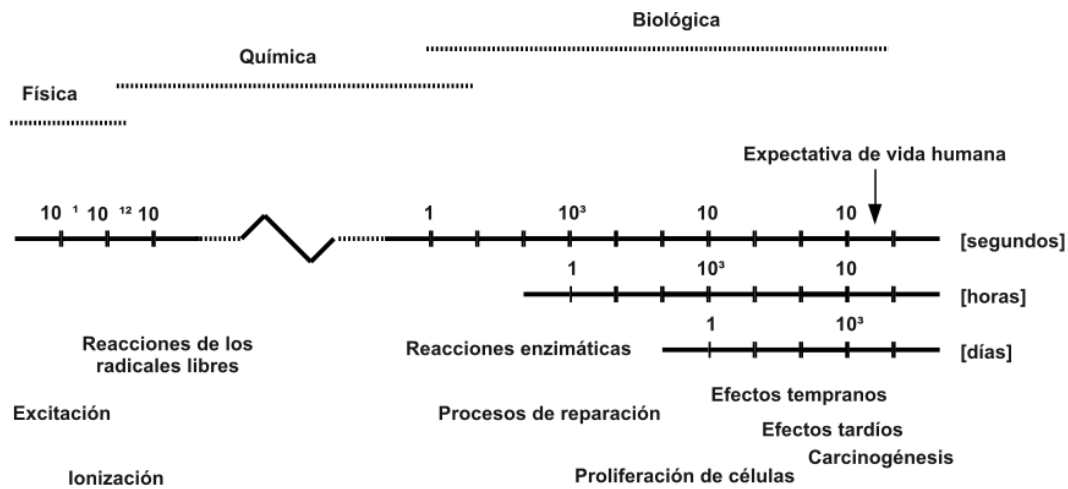 Biológica
Química
Física
Expectativa de vida humana
10 ¹ 10 ¹² 10 1 10³ 10 10
[segundos]
1 10³ 10
[horas]
1 10³
[días]
Reacciones de los
radicales libres
Reacciones enzimáticas
Excitación
Procesos de reparación
Efectos tempranos
Efectos tardíos
Carcinogénesis
Ionización
Proliferación de células